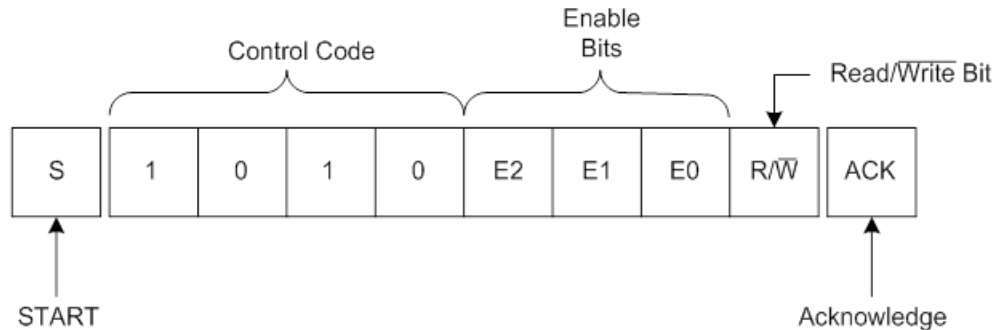 Enable
Bits
Control Code
Read/Write Bit
S 1 0 1 0 E2 E1 E0 R/W ACK
START
Acknowledge